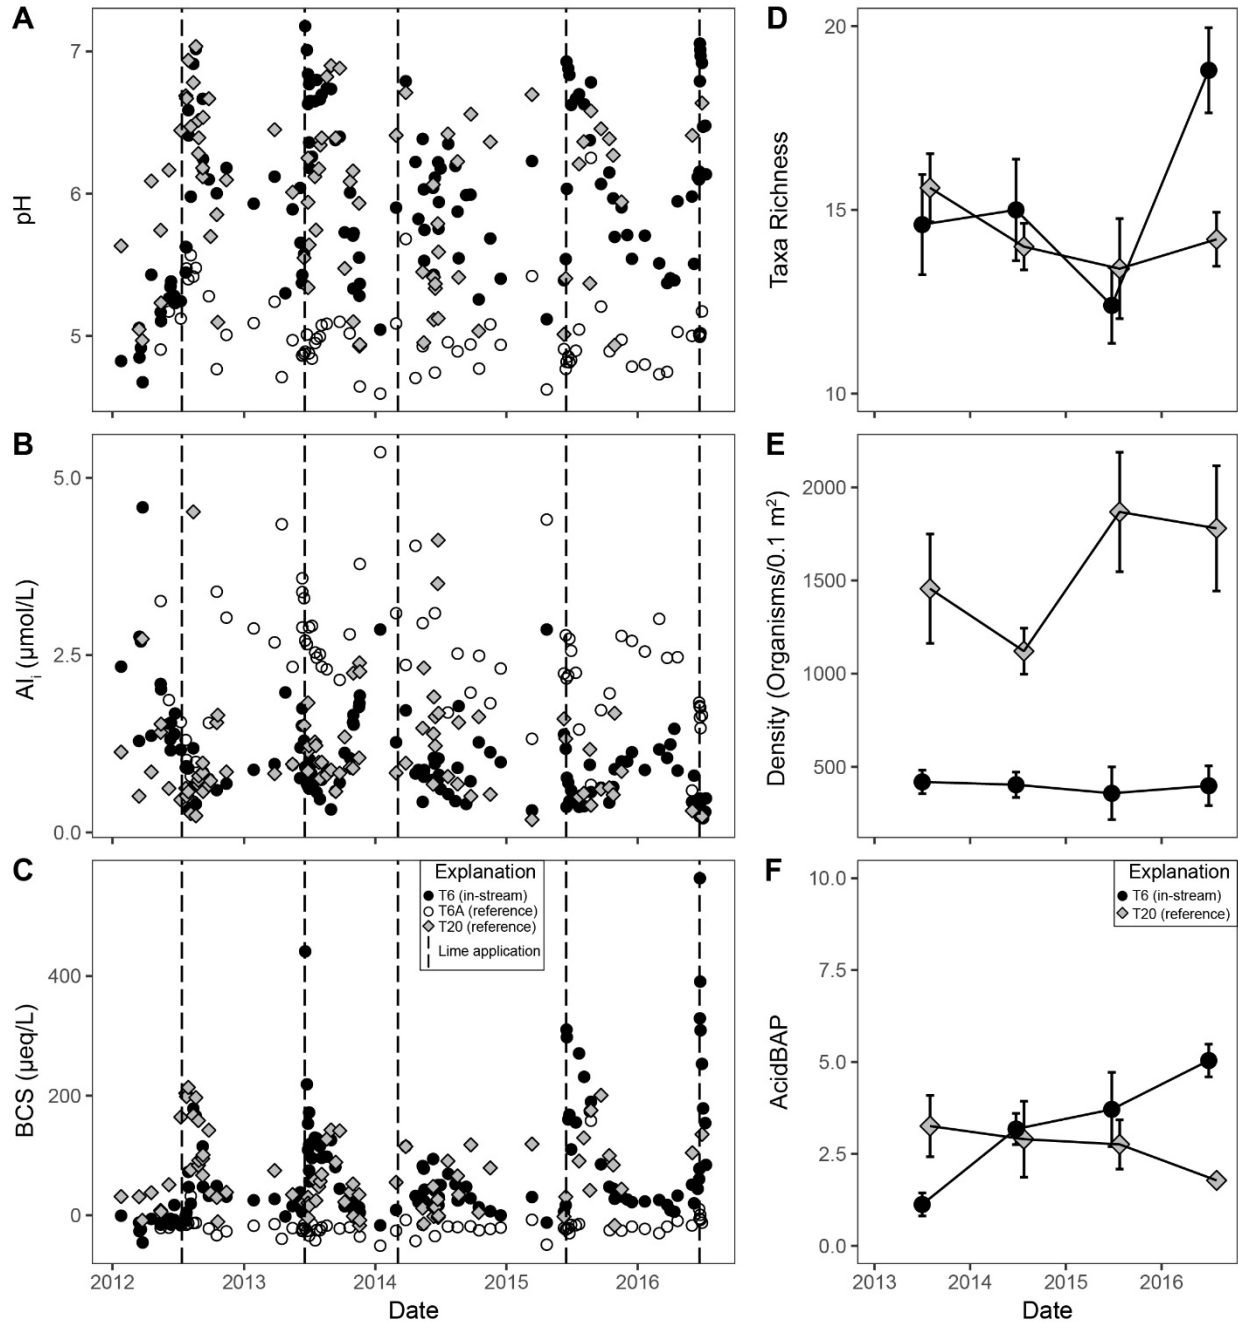 A
pH
7
6
5
B
Al i (µmol/L)
5.0
2.5
0.0
C
BCS (µeq/L)
400
200
0
Explanation
T6 (in-stream)
T6A (reference)
T20 (reference)
Lime application
2012 2013 2014 2015 2016
Date
D
Taxa Richness
20
15
10
E
Density (Organisms/0.1 m²)
2000
1500
1000
500
F
AcidBAP
10.0
7.5
5.0
2.5
0.0
Explanation
T6 (in-stream)
T20 (reference)
2013 2014 2015 2016
Date